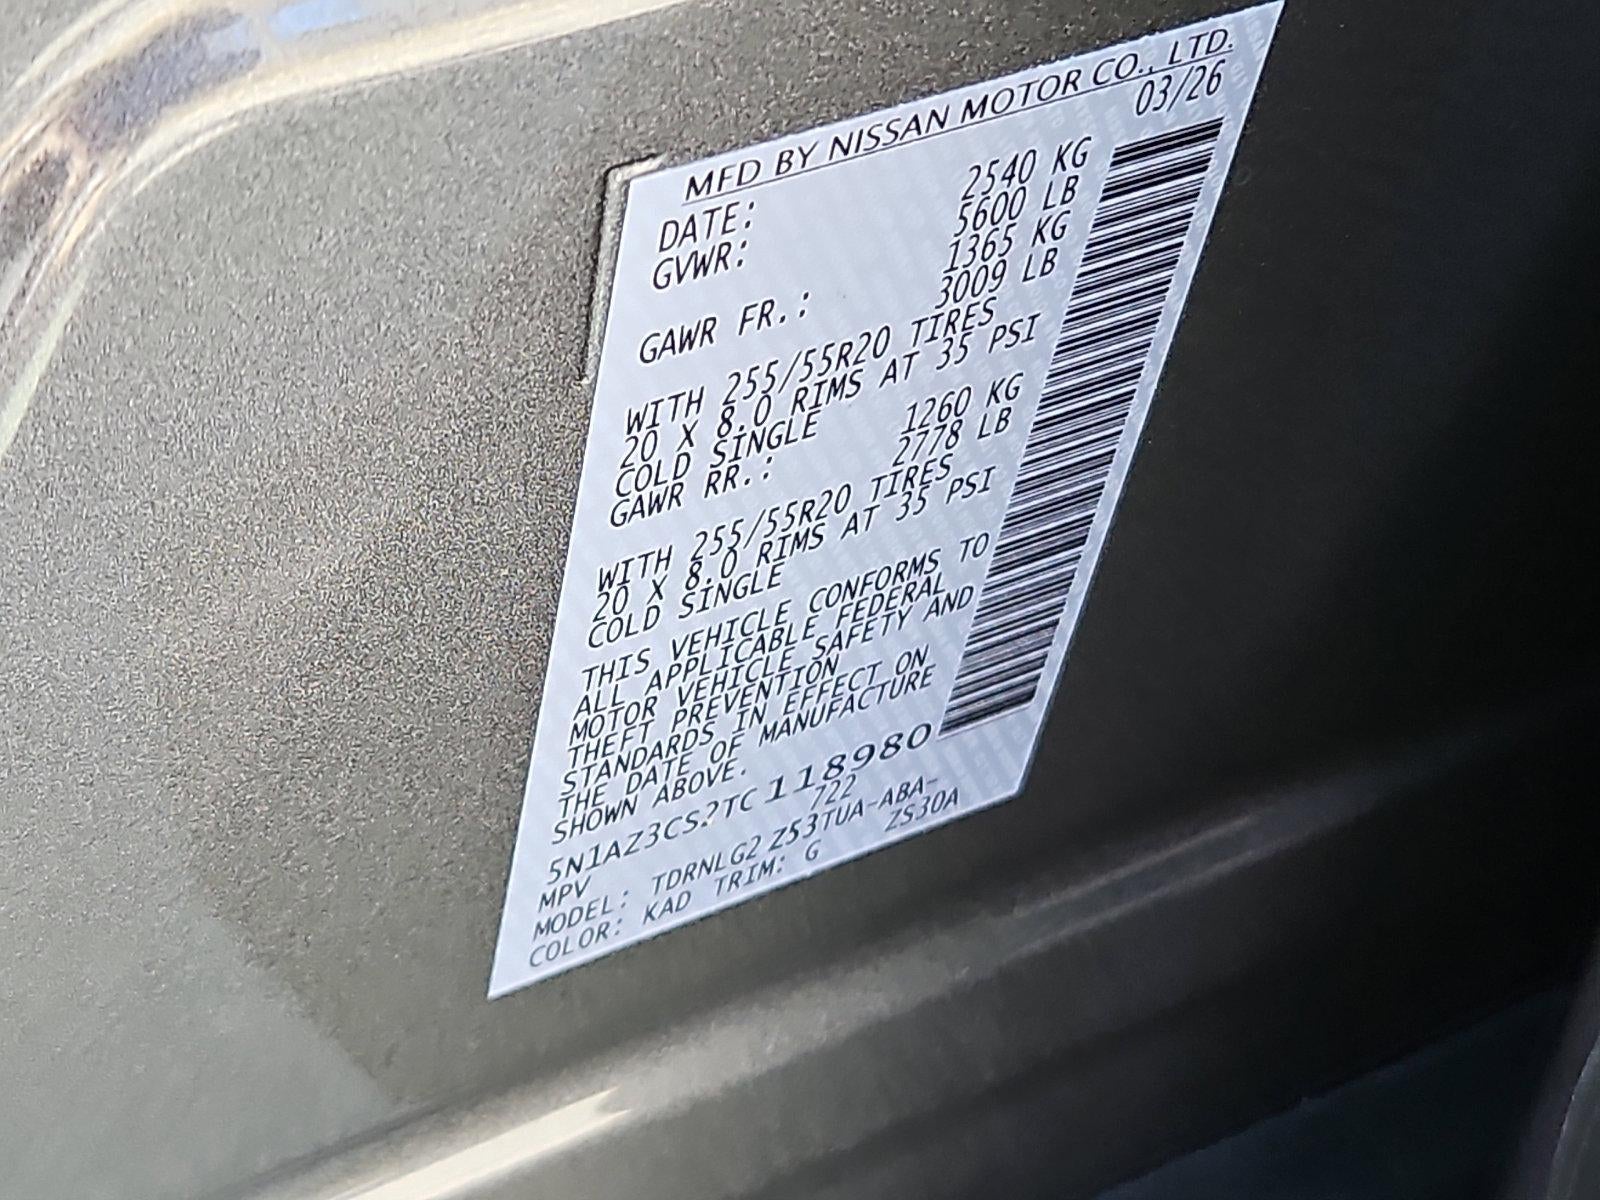 MFD BY NISSAN MOTOR CO., LTD.
DATE: 03/26
GVWR: 2540 KG
5600 LB
GAWR FR.: 1365 KG
3009 LB
WITH 255/55R20 TIRES
20 X 8.0 RIMS AT 35 PSI
COLD SINGLE
GAWR RR.: 1260 KG
2778 LB
WITH 255/55R20 TIRES
20 X 8.0 RIMS AT 35 PSI
COLD SINGLE
THIS VEHICLE CONFORMS TO
ALL APPLICABLE FEDERAL
MOTOR VEHICLE SAFETY AND
THEFT PREVENTION
STANDARDS IN EFFECT ON
THE DATE OF MANUFACTURE
SHOWN ABOVE.
MPV 722
MODEL: TDRNLG2 Z53TUA-ABA-
COLOR: KAD TRIM: G ZS30A